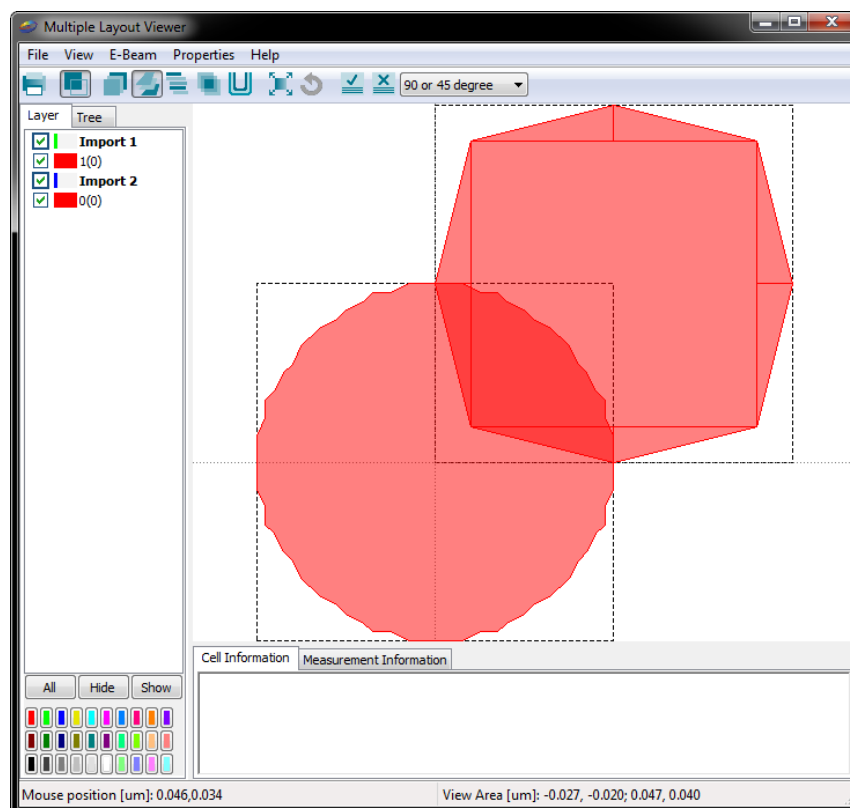 Multiple Layout Viewer
File View E-Beam Properties Help
90 or 45 degree
Layer Tree
Import 1
1(0)
Import 2
0(0)
All Hide Show
Cell Information Measurement Information
Mouse position [um]: 0.046,0.034 View Area [um]: -0.027, -0.020; 0.047, 0.040